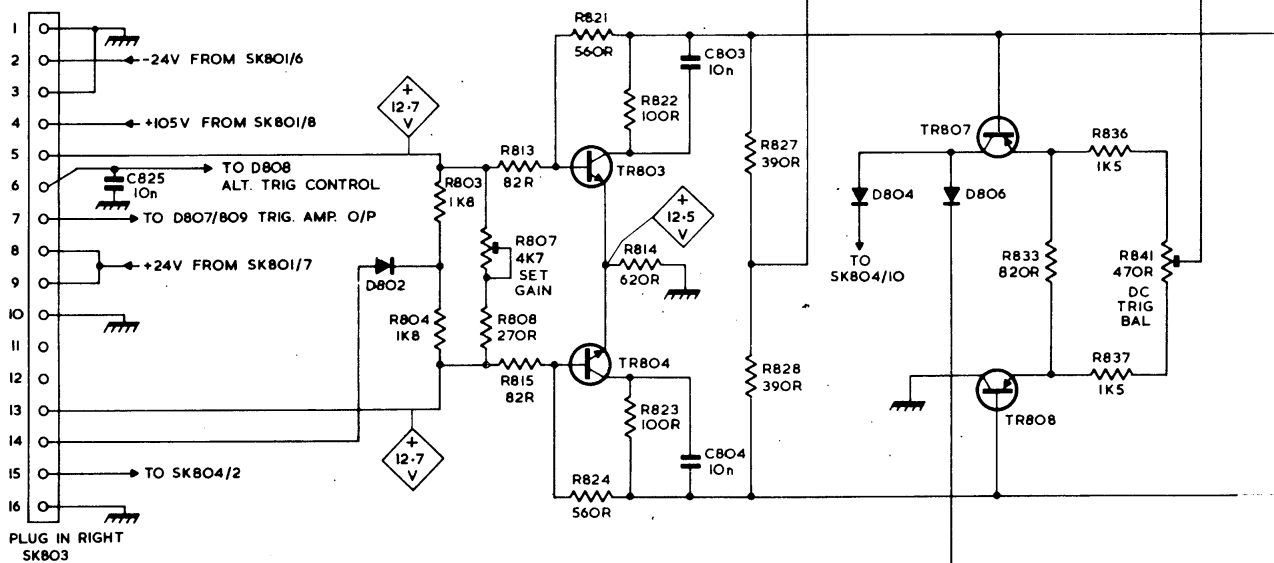 1
2
3
4
5
6
7
8
9
10
11
12
13
14
15
16
-24V FROM SK801/6
+105V FROM SK801/8
C825
10n
TO D808
ALT. TRIG CONTROL
TO D807/809 TRIG. AMP. O/P
+24V FROM SK801/7
TO SK804/2
PLUG IN RIGHT
SK803
+
12·7
V
+
12·7
V
D802
R803
1K8
R804
1K8
R807
4K7
SET
GAIN
R808
270R
R813
82R
R815
82R
R821
560R
R822
100R
C803
10n
TR803
+
12·5
V
R814
620R
TR804
R823
100R
C804
10n
R824
560R
R827
390R
R828
390R
TR807
D804
D806
TO
SK804/10
R836
1K5
R833
820R
R841
470R
DC
TRIG
BAL
R837
1K5
TR808